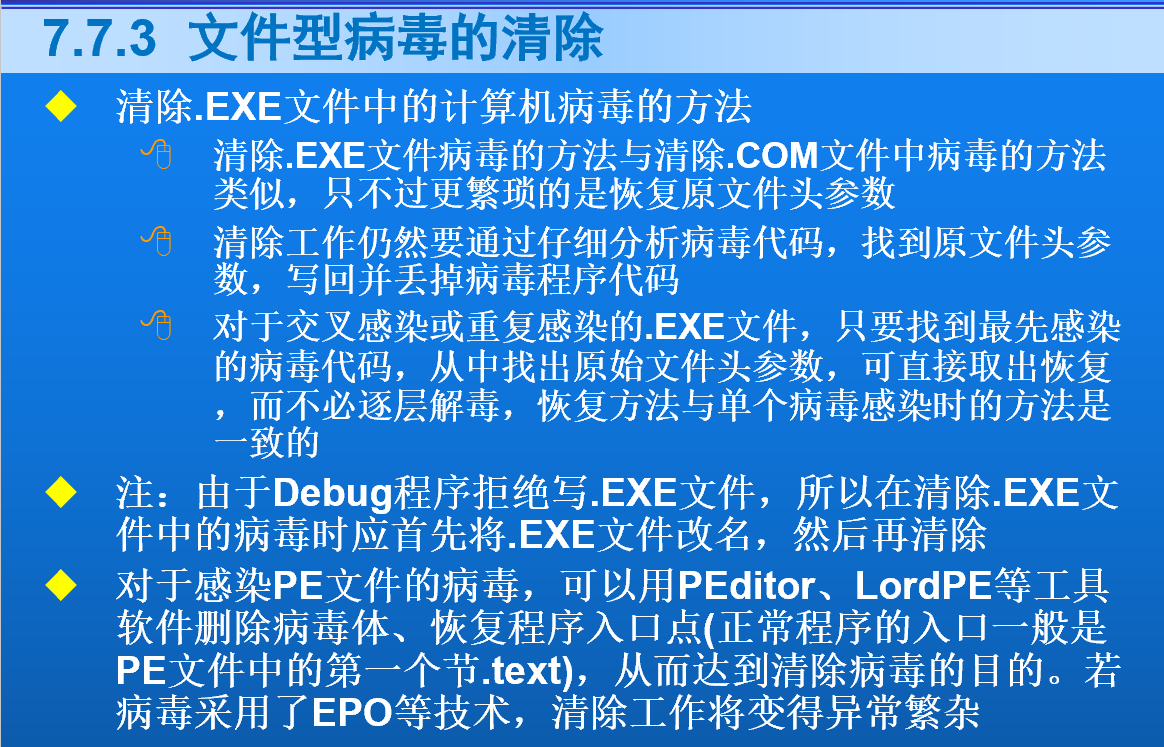 7.7.3 文件型病毒的清除
清除.EXE文件中的计算机病毒的方法
清除.EXE文件病毒的方法与清除.COM文件中病毒的方法
类似，只不过更繁琐的是恢复原文件头参数
清除工作仍然要通过仔细分析病毒代码，找到原文件头参
数，写回并丢掉病毒程序代码
对于交叉感染或重复感染的.EXE文件，只要找到最先感染
的病毒代码，从中找出原始文件头参数，可直接取出恢复
，而不必逐层解毒，恢复方法与单个病毒感染时的方法是
一致的
注：由于Debug程序拒绝写.EXE文件，所以在清除.EXE文
件中的病毒时应首先将.EXE文件改名，然后再清除
对于感染PE文件的病毒，可以用PEditor、LordPE等工具
软件删除病毒体、恢复程序入口点(正常程序的入口一般是
PE文件中的第一个节.text)，从而达到清除病毒的目的。若
病毒采用了EPO等技术，清除工作将变得异常繁杂